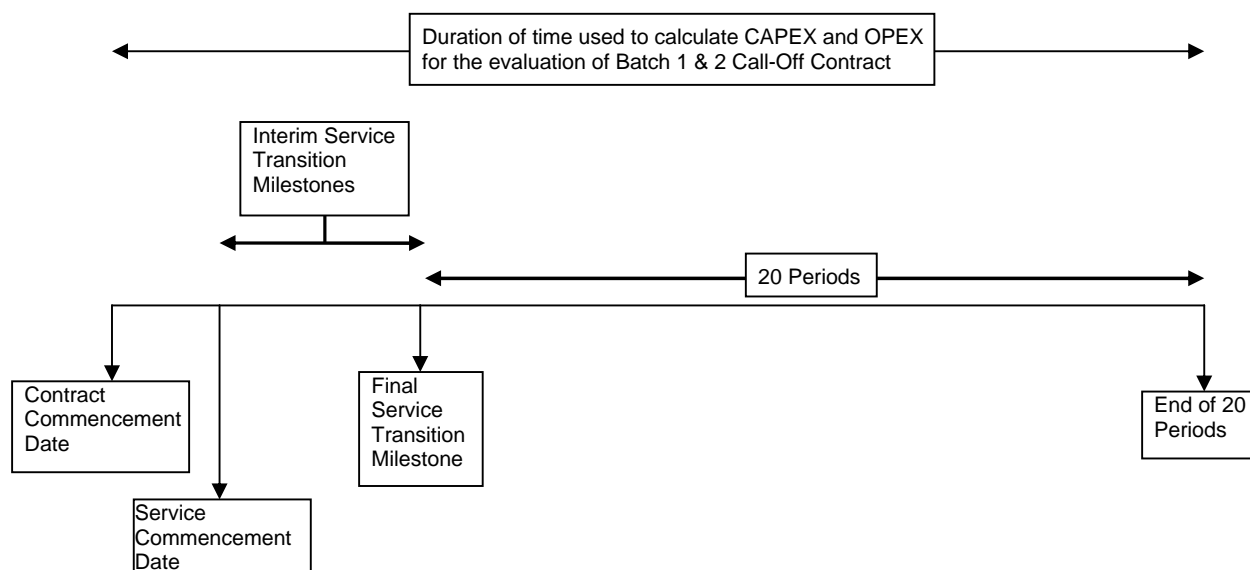 Duration of time used to calculate CAPEX and OPEX
for the evaluation of Batch 1 & 2 Call-Off Contract
Interim Service
Transition
Milestones
20 Periods
Contract
Commencement
Date
Final
Service
Transition
Milestone
End of 20
Periods
Service
Commencement
Date